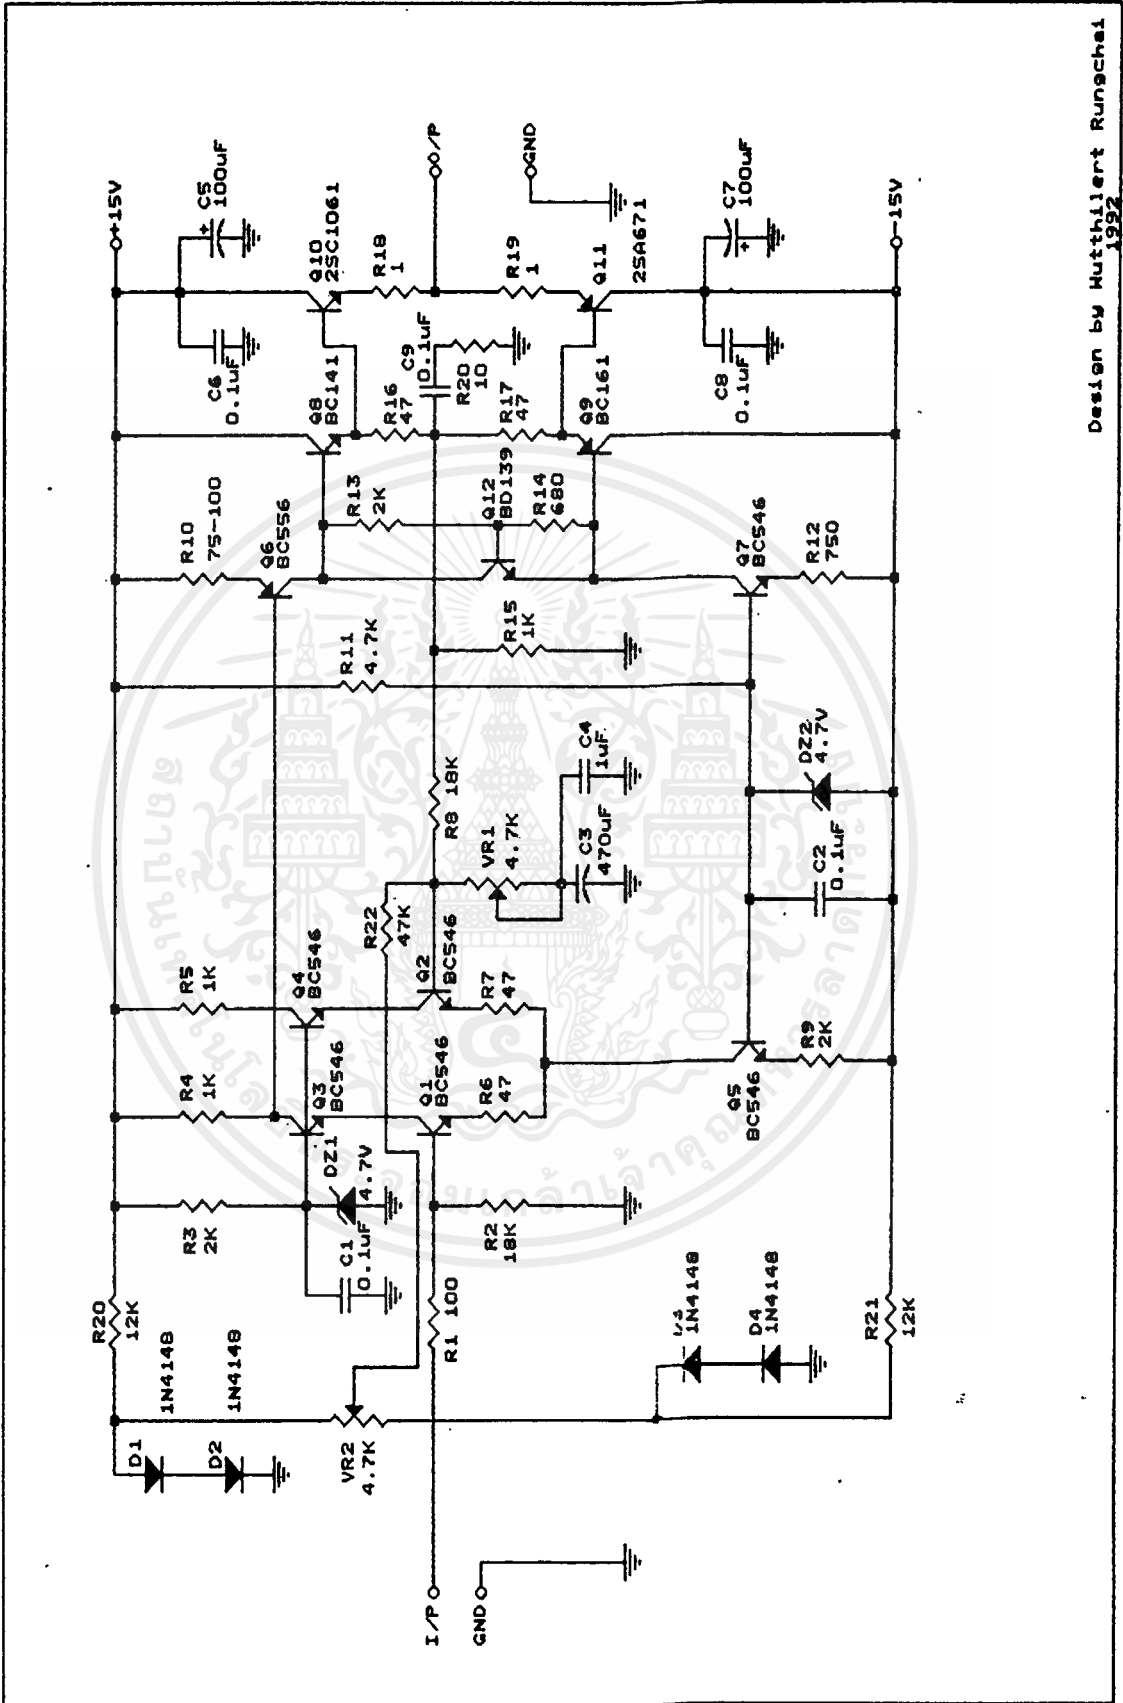 D1
1N4148
D2
1N4148
R20
12K
VR2
4.7K
I/P
GND
R1 100
R3
2K
C1
0.1uF
DZ1
4.7V
R2
18K
D4
1N4148
1N4148
R21
12K
R4
1K
R5
1K
Q3
BC546
Q4
BC546
Q1
BC546
Q2
BC546
R6
47
R7
47
R22
47K
Q5
BC546
R9
2K
R8 18K
VR1
4.7K
C3
470uF
C4
1uF
C2
0.1uF
DZ2
4.7V
R11
4.7K
R15
1K
R10
75-100
Q6
BC556
R13
2K
Q12
BD139
R14
680
Q7
BC546
R12
750
Q8
BC141
R16
47
R17
47
Q9
BC161
C9
0.1uF
R20
10
C6
0.1uF
C5
100uF
+
+15V
Q10
2SC1061
R18
1
R19
1
Q11
2SA671
O/P
GND
C8
0.1uF
C7
100uF
+
-15V
Design by Wutthilert Rungchai
1992